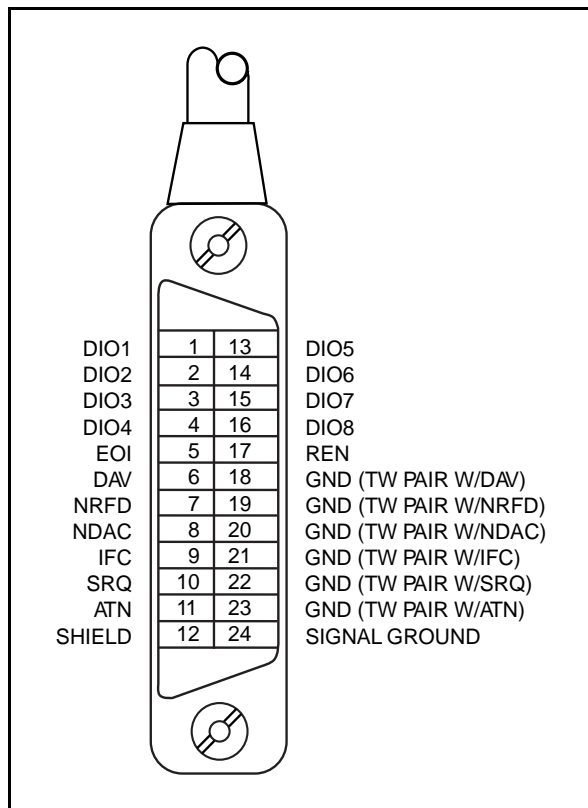 DIO1 1 13 DIO5
DIO2 2 14 DIO6
DIO3 3 15 DIO7
DIO4 4 16 DIO8
EOI 5 17 REN
DAV 6 18 GND (TW PAIR W/DAV)
NRFD 7 19 GND (TW PAIR W/NRFD)
NDAC 8 20 GND (TW PAIR W/NDAC)
IFC 9 21 GND (TW PAIR W/IFC)
SRQ 10 22 GND (TW PAIR W/SRQ)
ATN 11 23 GND (TW PAIR W/ATN)
SHIELD 12 24 SIGNAL GROUND